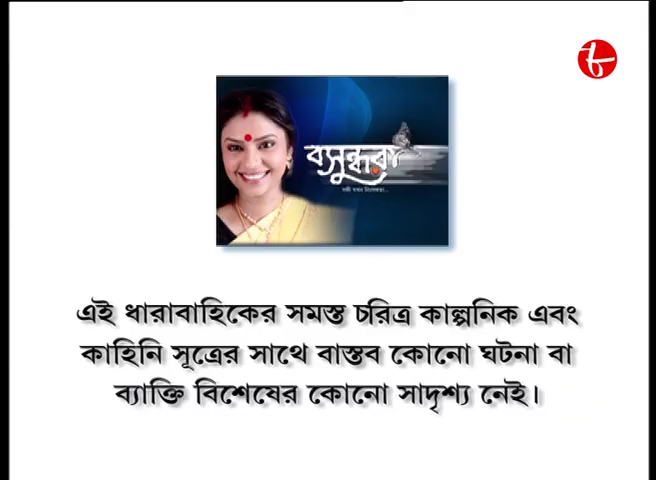 বসুন্ধরা
এই ধারাবাহিকের সমস্ত চরিত্র কাল্পনিক এবং
কাহিনি সূত্রের সাথে বাস্তব কোনো ঘটনা বা
ব্যাক্তি বিশেষের কোনো সাদৃশ্য নেই।